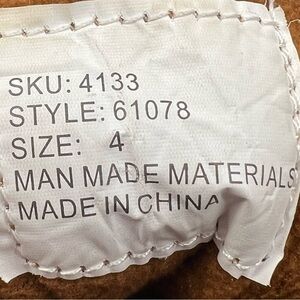 SKU: 4133
STYLE: 61078
SIZE: 4
MAN MADE MATERIALS
MADE IN CHINA